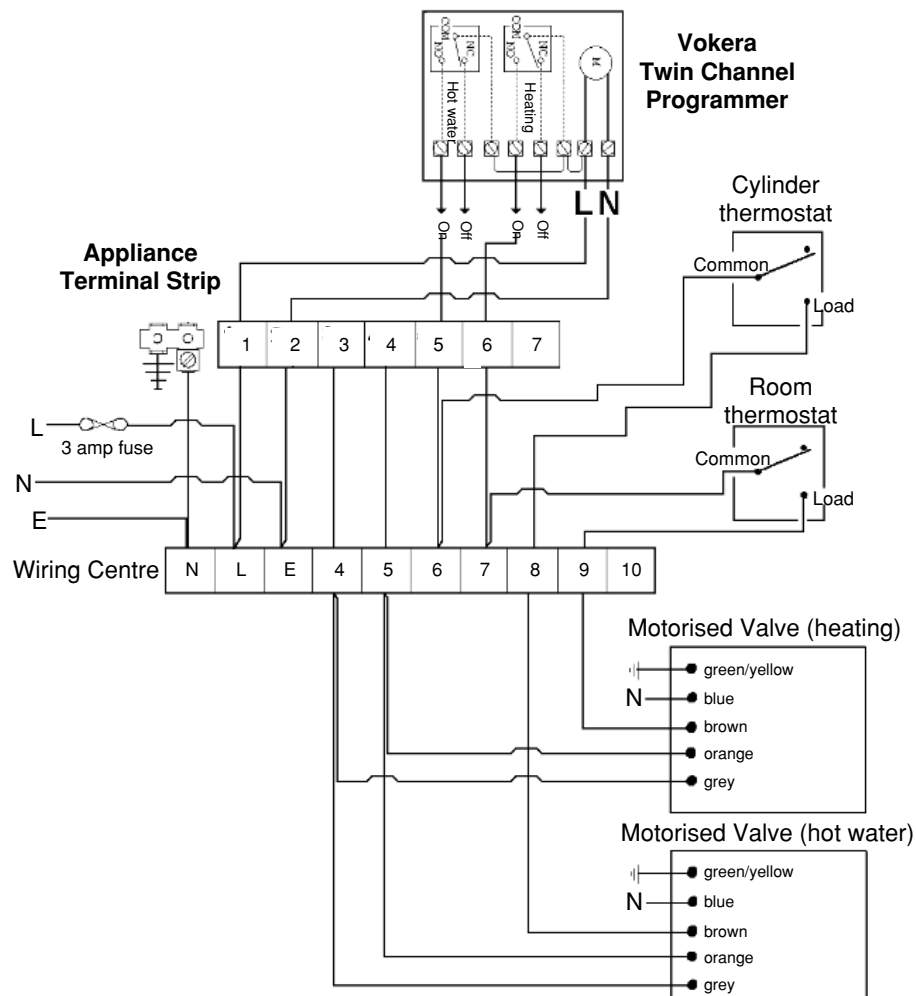 Vokera
Twin Channel
Programmer
COM
NO
NC
COM
NO
NC
M
Hot water
Heating
L N
On
Off
On
Off
Cylinder
thermostat
Common
Load
Appliance
Terminal Strip
1 2 3 4 5 6 7
Room
thermostat
Common
Load
L
3 amp fuse
N
E
Wiring Centre
N L E 4 5 6 7 8 9 10
Motorised Valve (heating)
green/yellow
N
blue
brown
orange
grey
Motorised Valve (hot water)
green/yellow
N
blue
brown
orange
grey